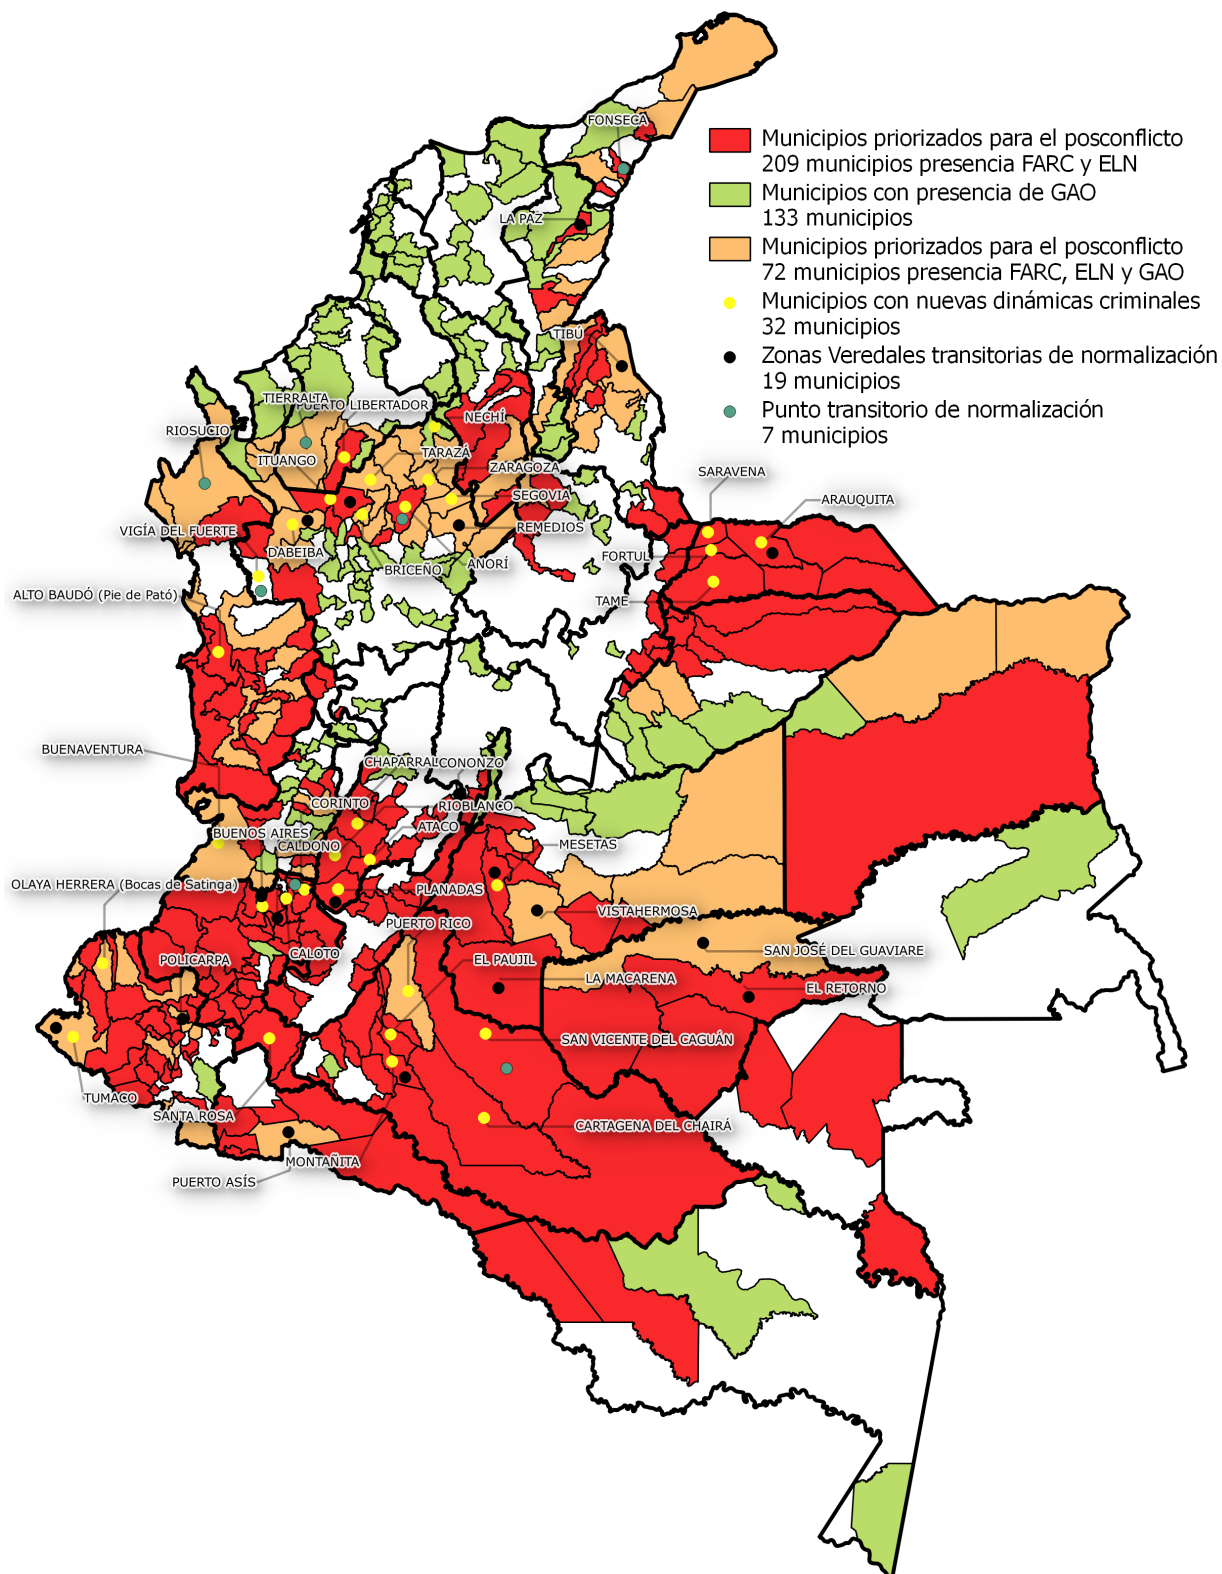 FONSECA
Municipios priorizados para el posconflicto
209 municipios presencia FARC y ELN
Municipios con presencia de GAO
133 municipios
Municipios priorizados para el posconflicto
72 municipios presencia FARC, ELN y GAO
Municipios con nuevas dinámicas criminales
32 municipios
Zonas Veredales transitorias de normalización
19 municipios
Punto transitorio de normalización
7 municipios
LA PAZ
TIBÚ
TIERRALTA
PUERTO LIBERTADOR
NECHÍ
RIOSUCIO
ITUANGO
TARAZÁ
ZARAGOZA
SARAVENA
SEGOVIA
ARAUQUITA
VIGÍA DEL FUERTE
REMEDIOS
DABEIBA
FORTUL
BRICEÑO
ANORÍ
ALTO BAUDÓ (Pie de Pató)
TAME
BUENAVENTURA
CHAPARRAL
CONONZO
CORINTO
RIOBLANCO
BUENOS AIRES
ATACO
CALDONO
MESETAS
OLAYA HERRERA (Bocas de Satinga)
PLANADAS
VISTAHERMOSA
PUERTO RICO
CALOTO
SAN JOSÉ DEL GUAVIARE
POLICARPA
EL PAUJIL
LA MACARENA
EL RETORNO
SAN VICENTE DEL CAGUÁN
TUMACO
SANTA ROSA
CARTAGENA DEL CHAIRÁ
MONTAÑITA
PUERTO ASÍS